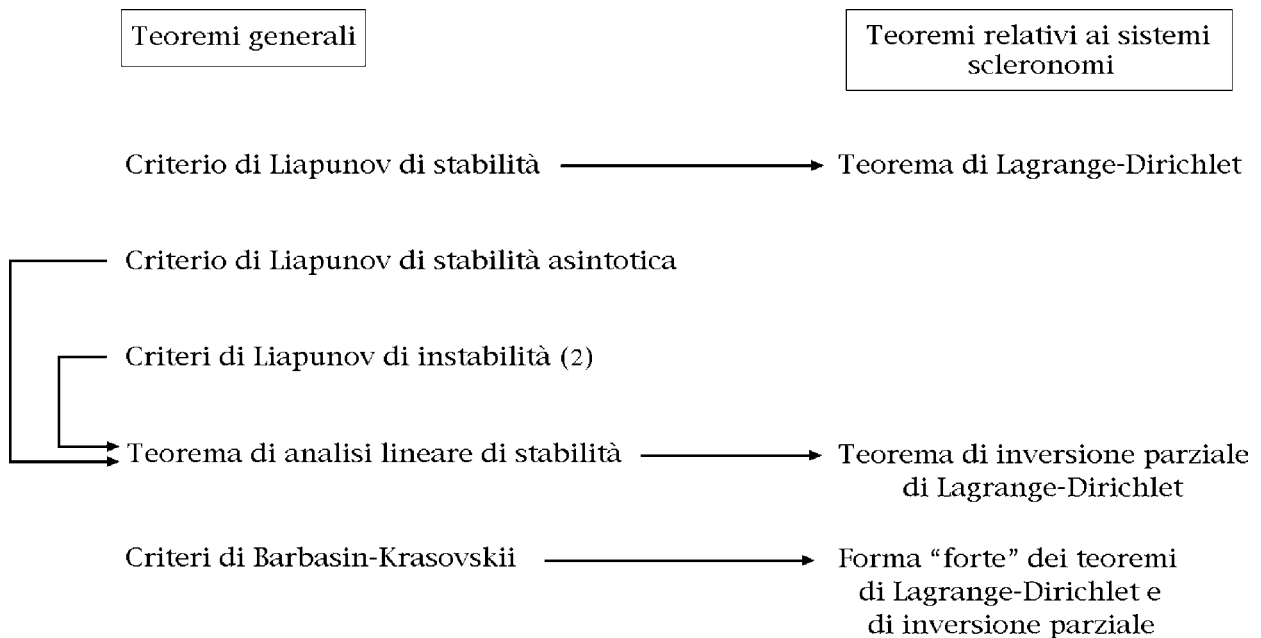 Teoremi generali
Teoremi relativi ai sistemi
scleronomi
Criterio di Liapunov di stabilità
Teorema di Lagrange-Dirichlet
Criterio di Liapunov di stabilità asintotica
Criteri di Liapunov di instabilità (2)
Teorema di analisi lineare di stabilità
Teorema di inversione parziale
di Lagrange-Dirichlet
Criteri di Barbasin-Krasovskii
Forma “forte” dei teoremi
di Lagrange-Dirichlet e
di inversione parziale